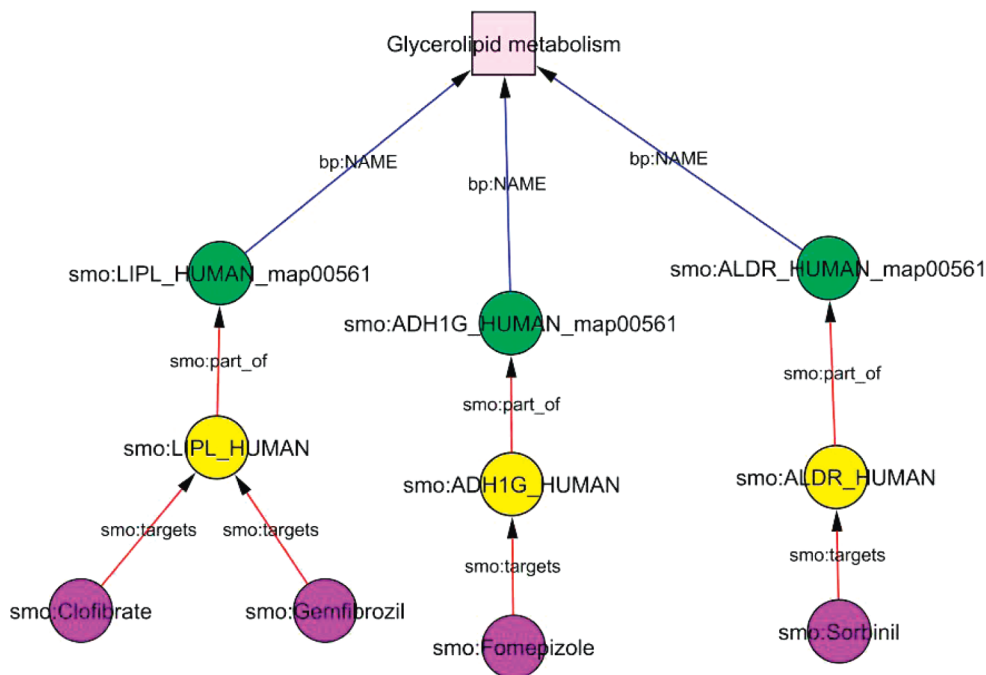 Glycerolipid metabolism
bp:NAME
bp:NAME
bp:NAME
smo:LIPL_HUMAN_map00561
smo:ADH1G_HUMAN_map00561
smo:ALDR_HUMAN_map00561
smo:part_of
smo:part_of
smo:part_of
smo:LIPL_HUMAN
smo:ADH1G_HUMAN
smo:ALDR_HUMAN
smo:targets
smo:targets
smo:targets
smo:targets
smo:Clofibrate
smo:Gemfibrozil
smo:Fomepizole
smo:Sorbinil